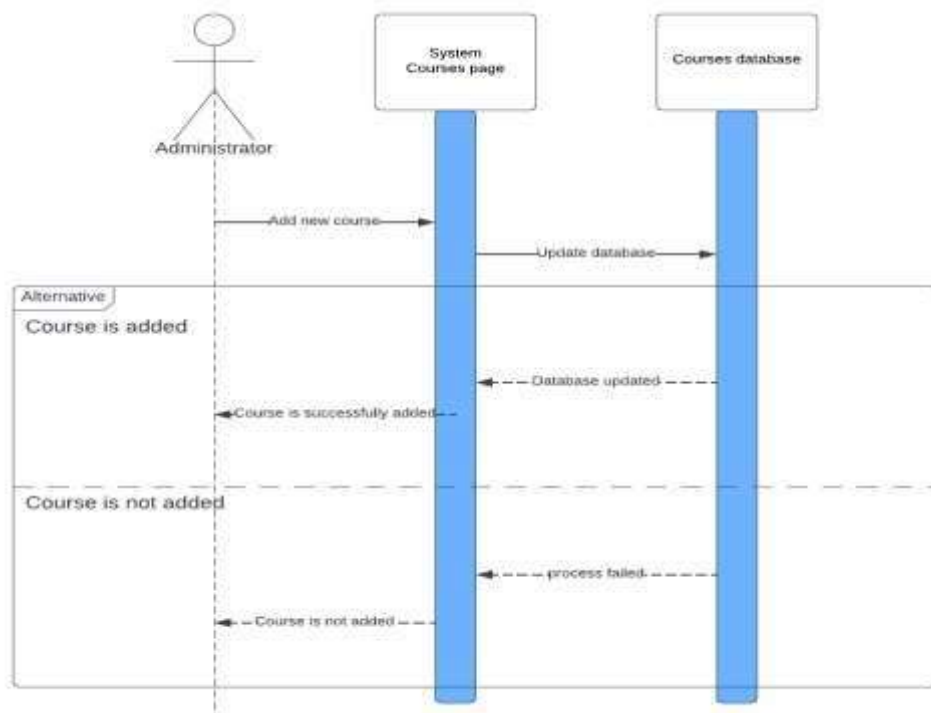 System
Courses page
Courses database
Administrator
Add new course
Update database
Alternative
Course is added
Database updated
Course is successfully added
Course is not added
process failed
Course is not added